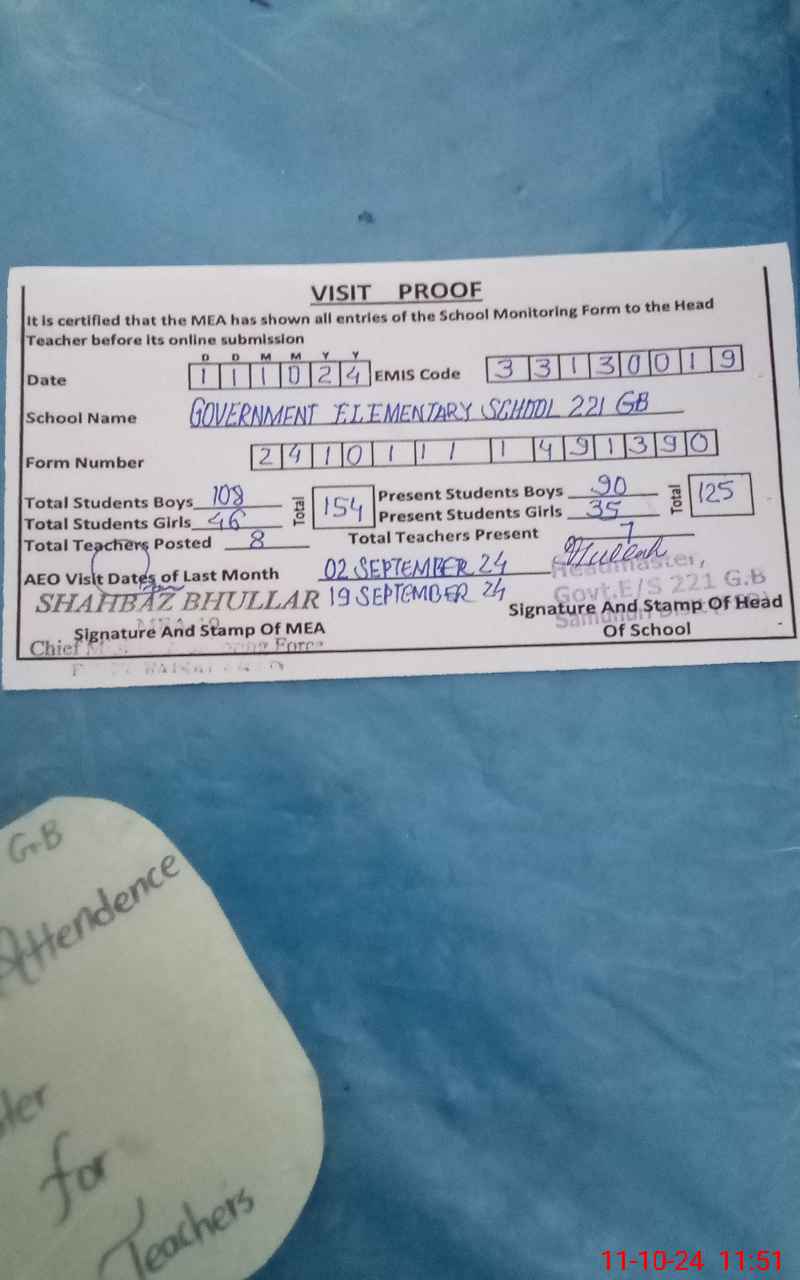 VISIT PROOF
It is certified that the MEA has shown all entries of the School Monitoring Form to the Head
Teacher before its online submission
D D M M Y Y
Date 1 1 1 0 2 4 EMIS Code 3 3 1 3 0 0 1 9
School Name GOVERNMENT ELEMENTARY SCHOOL 221 GB
Form Number 2 4 1 0 1 1 1 1 4 9 1 3 9 0
Total Students Boys 108 Total 154 Present Students Boys 90 Total 125
Total Students Girls 46 Present Students Girls 35
Total Teachers Posted 8 Total Teachers Present 7
AEO Visit Dates of Last Month 02 SEPTEMBER 24
Headmaster,
SHAHBAZ BHULLAR 19 SEPTEMBER 24
Govt.E/S 221 G.B
Signature And Stamp Of MEA
Signature And Stamp Of Head
Of School
Chief
G.B
Attendence
for
Teachers
11-10-24 11:51